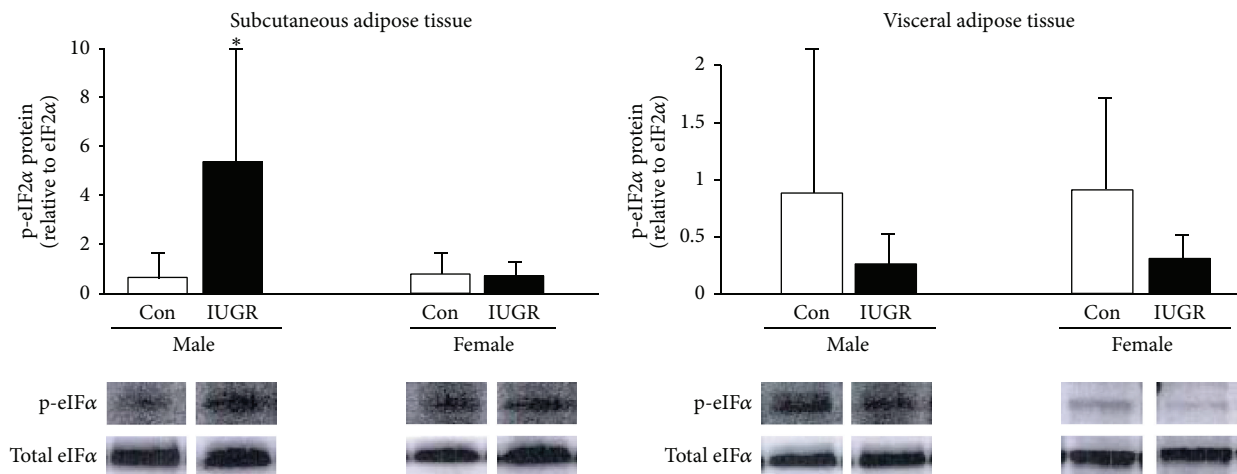 Subcutaneous adipose tissue
p-eIF2α protein
(relative to eIF2α)
10
8
6
4
2
0
*
Con IUGR Con IUGR
Male Female
p-eIFα
Total eIFα
Visceral adipose tissue
p-eIF2α protein
(relative to eIF2α)
2
1.5
1
0.5
0
Con IUGR Con IUGR
Male Female
p-eIFα
Total eIFα